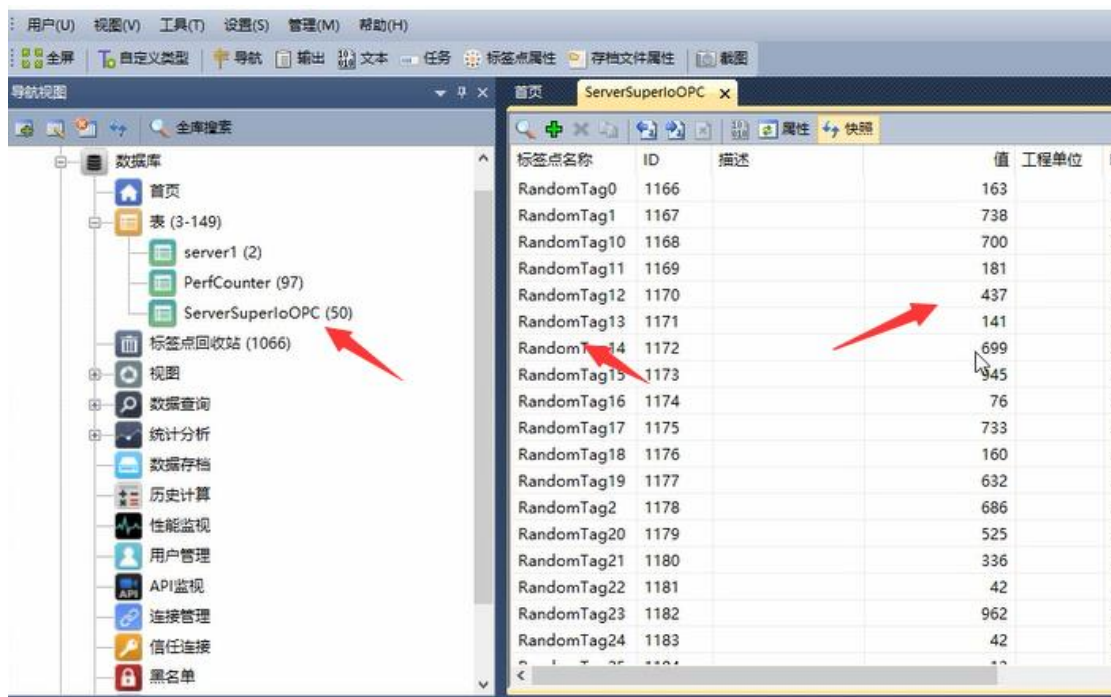 用户(U) 视图(V) 工具(T) 设置(S) 管理(M) 帮助(H)
全屏 自定义类型 导航 输出 文本 任务 标签点属性 存档文件属性 截图
导航视图
全库搜索
数据库
首页
表 (3-149)
server1 (2)
PerfCounter (97)
ServerSuperIoOPC (50)
标签点回收站 (1066)
视图
数据查询
统计分析
数据存档
历史计算
性能监视
用户管理
API监视
连接管理
信任连接
黑名单
首页 ServerSuperIoOPC
属性 快照
标签点名称 ID 描述 值 工程单位
RandomTag0 1166 163
RandomTag1 1167 738
RandomTag10 1168 700
RandomTag11 1169 181
RandomTag12 1170 437
RandomTag13 1171 141
RandomTag14 1172 699
RandomTag15 1173 945
RandomTag16 1174 76
RandomTag17 1175 733
RandomTag18 1176 160
RandomTag19 1177 632
RandomTag2 1178 686
RandomTag20 1179 525
RandomTag21 1180 336
RandomTag22 1181 42
RandomTag23 1182 962
RandomTag24 1183 42